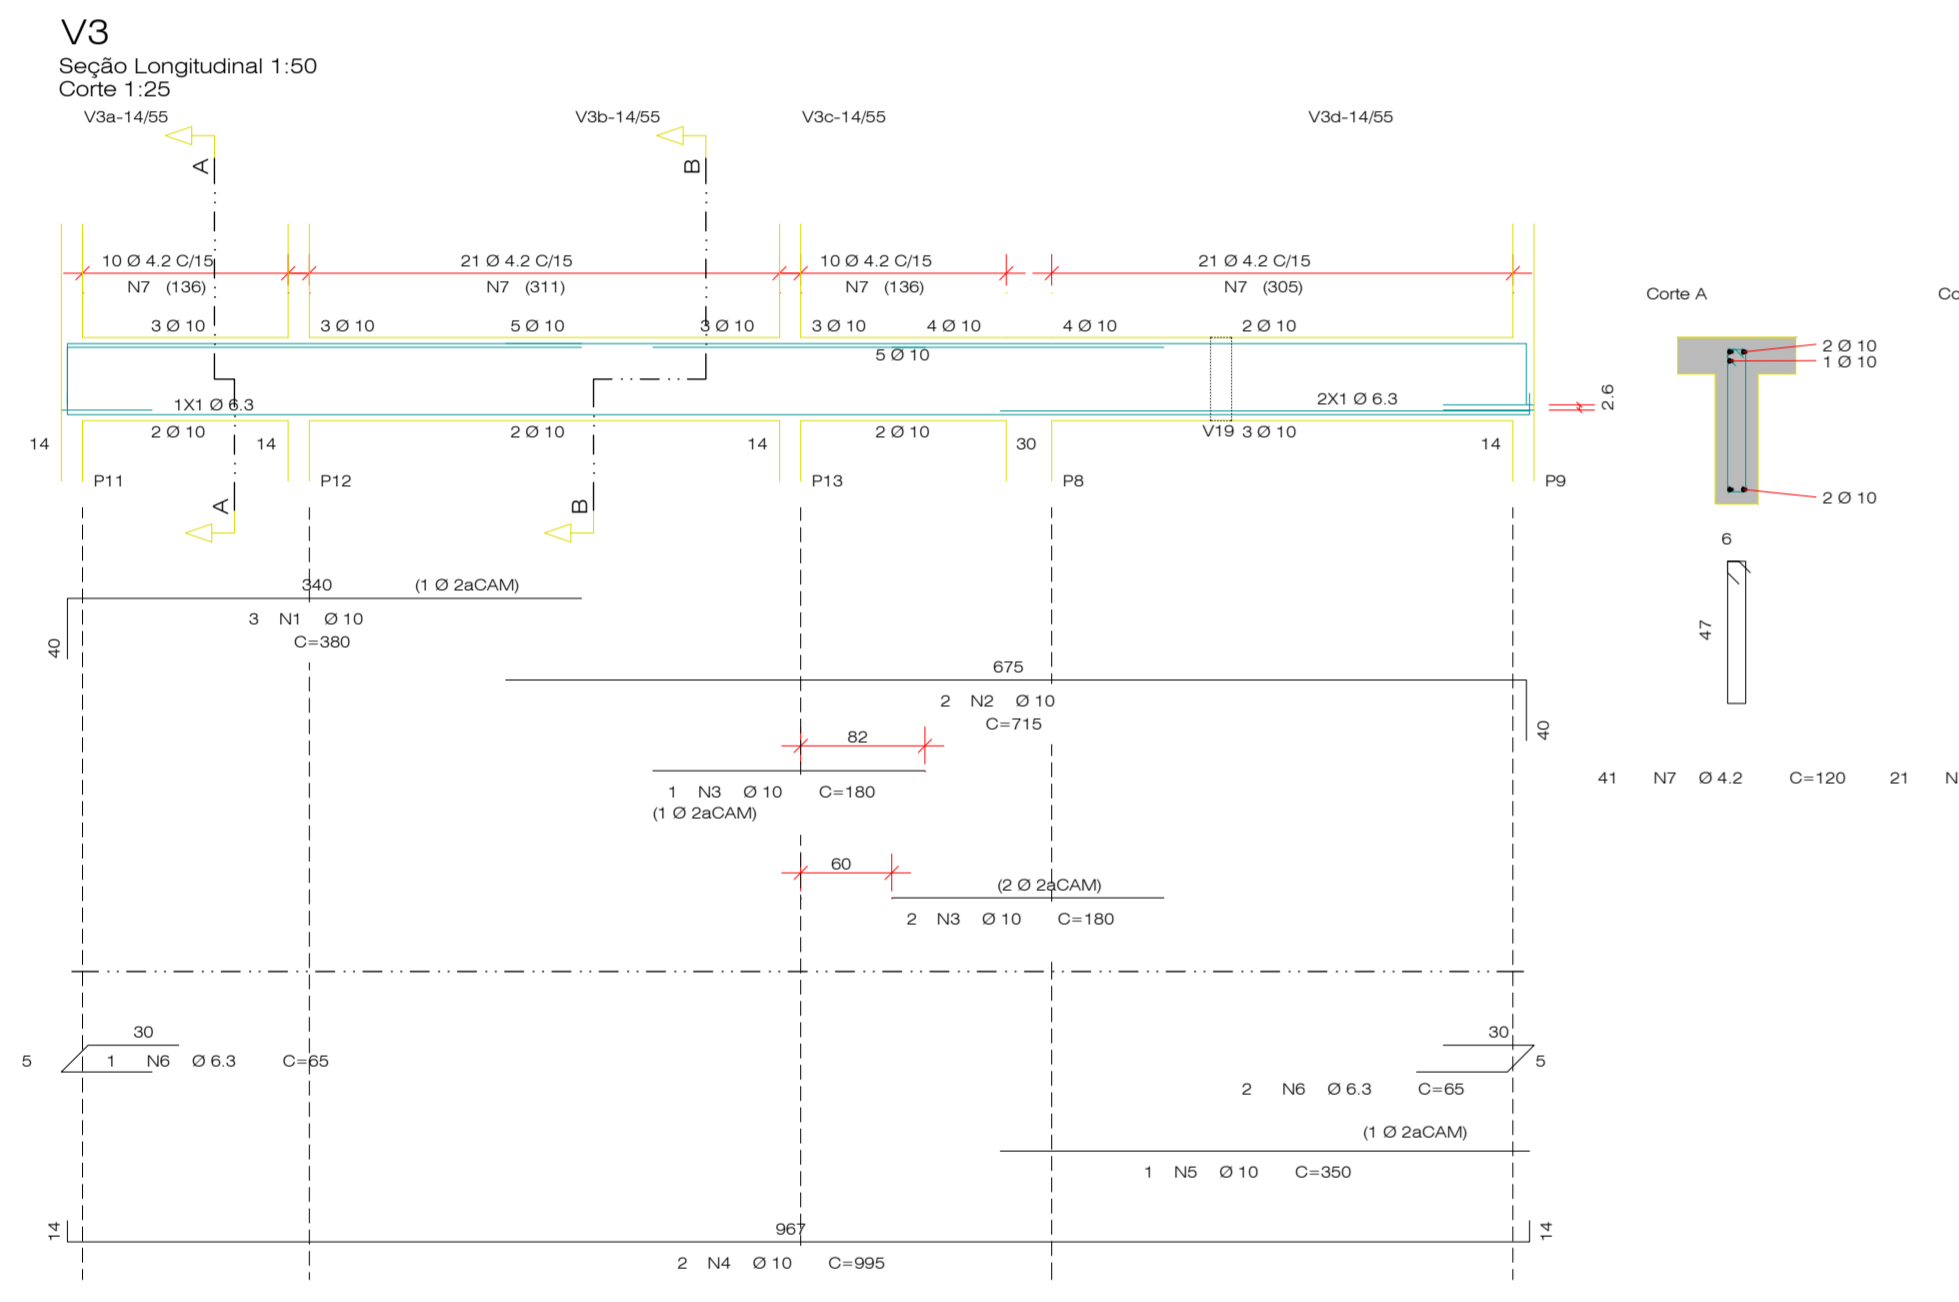 V3
Seção Longitudinal 1:50
Corte 1:25
V3a-14/55 V3b-14/55 V3c-14/55 V3d-14/55
A B
10 Ø 4.2 C/15 21 Ø 4.2 C/15 10 Ø 4.2 C/15 21 Ø 4.2 C/15
N7 (136) N7 (311) N7 (136) N7 (305)
Corte A Co
3 Ø 10 3 Ø 10 5 Ø 10 3 Ø 10 3 Ø 10 4 Ø 10 4 Ø 10 2 Ø 10
5 Ø 10
2 Ø 10
1 Ø 10
1X1 Ø 6.3 2X1 Ø 6.3 2.6
2 Ø 10 2 Ø 10 2 Ø 10 V19 3 Ø 10
14 14 14 30 14
P11 P12 P13 P8 P9
2 Ø 10
A B
6
47
340 (1 Ø 2aCAM)
3 N1 Ø 10
C=380
40
675
2 N2 Ø 10
C=715
40
82
1 N3 Ø 10 C=180
(1 Ø 2aCAM)
41 N7 Ø 4.2 C=120 21 N
60
(2 Ø 2aCAM)
2 N3 Ø 10 C=180
30 30
5 1 N6 Ø 6.3 C=65 5
2 N6 Ø 6.3 C=65
(1 Ø 2aCAM)
1 N5 Ø 10 C=350
14 967 14
2 N4 Ø 10 C=995